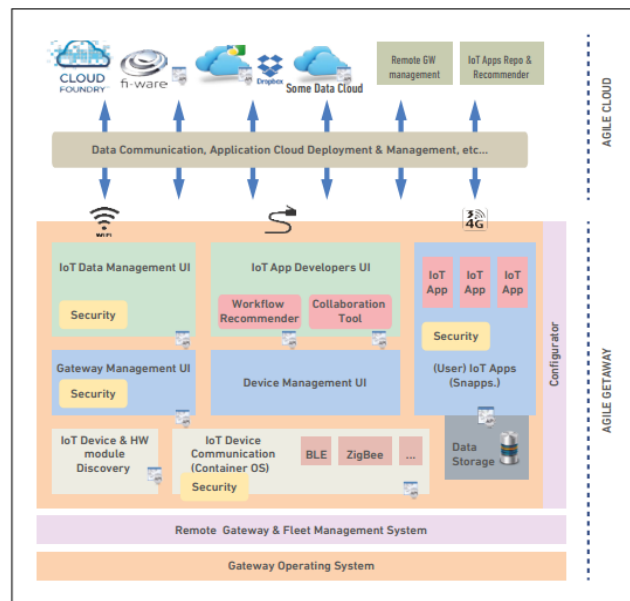 CLOUD
FOUNDRY
fi-ware
Dropbox
Some Data Cloud
Remote GW
management
IoT Apps Repo &
Recommender
AGILE CLOUD
Data Communication, Application Cloud Deployment & Management, etc...
3
4G
IoT Data Management UI
Security
IoT App Developers UI
Workflow
Recommender
Collaboration
Tool
IoT
App
IoT
App
IoT
App
Security
(User) IoT Apps
(Snapps.)
Gateway Management UI
Security
Device Management UI
Configurator
AGILE GETAWAY
IoT Device & HW
module
Discovery
IoT Device
Communication
(Container OS)
Security
BLE
ZigBee
...
Data
Storage
Remote Gateway & Fleet Management System
Gateway Operating System